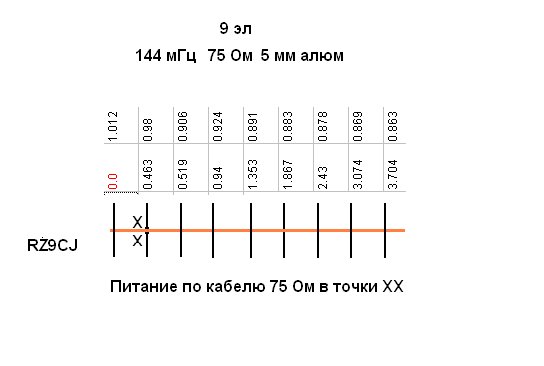 9 эл
144 мГц 75 Ом 5 мм алюм
1.012 0.98 0.906 0.924 0.891 0.883 0.878 0.869 0.863
0.0 0.463 0.519 0.94 1.353 1.867 2.43 3.074 3.704
X
X
RZ9CJ
Питание по кабелю 75 Ом в точки XX